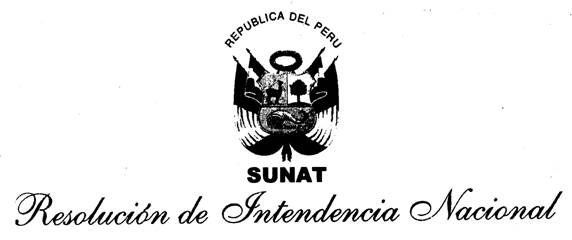 REPUBLICA DEL PERU
SUNAT
Resolución de Intendencia Nacional